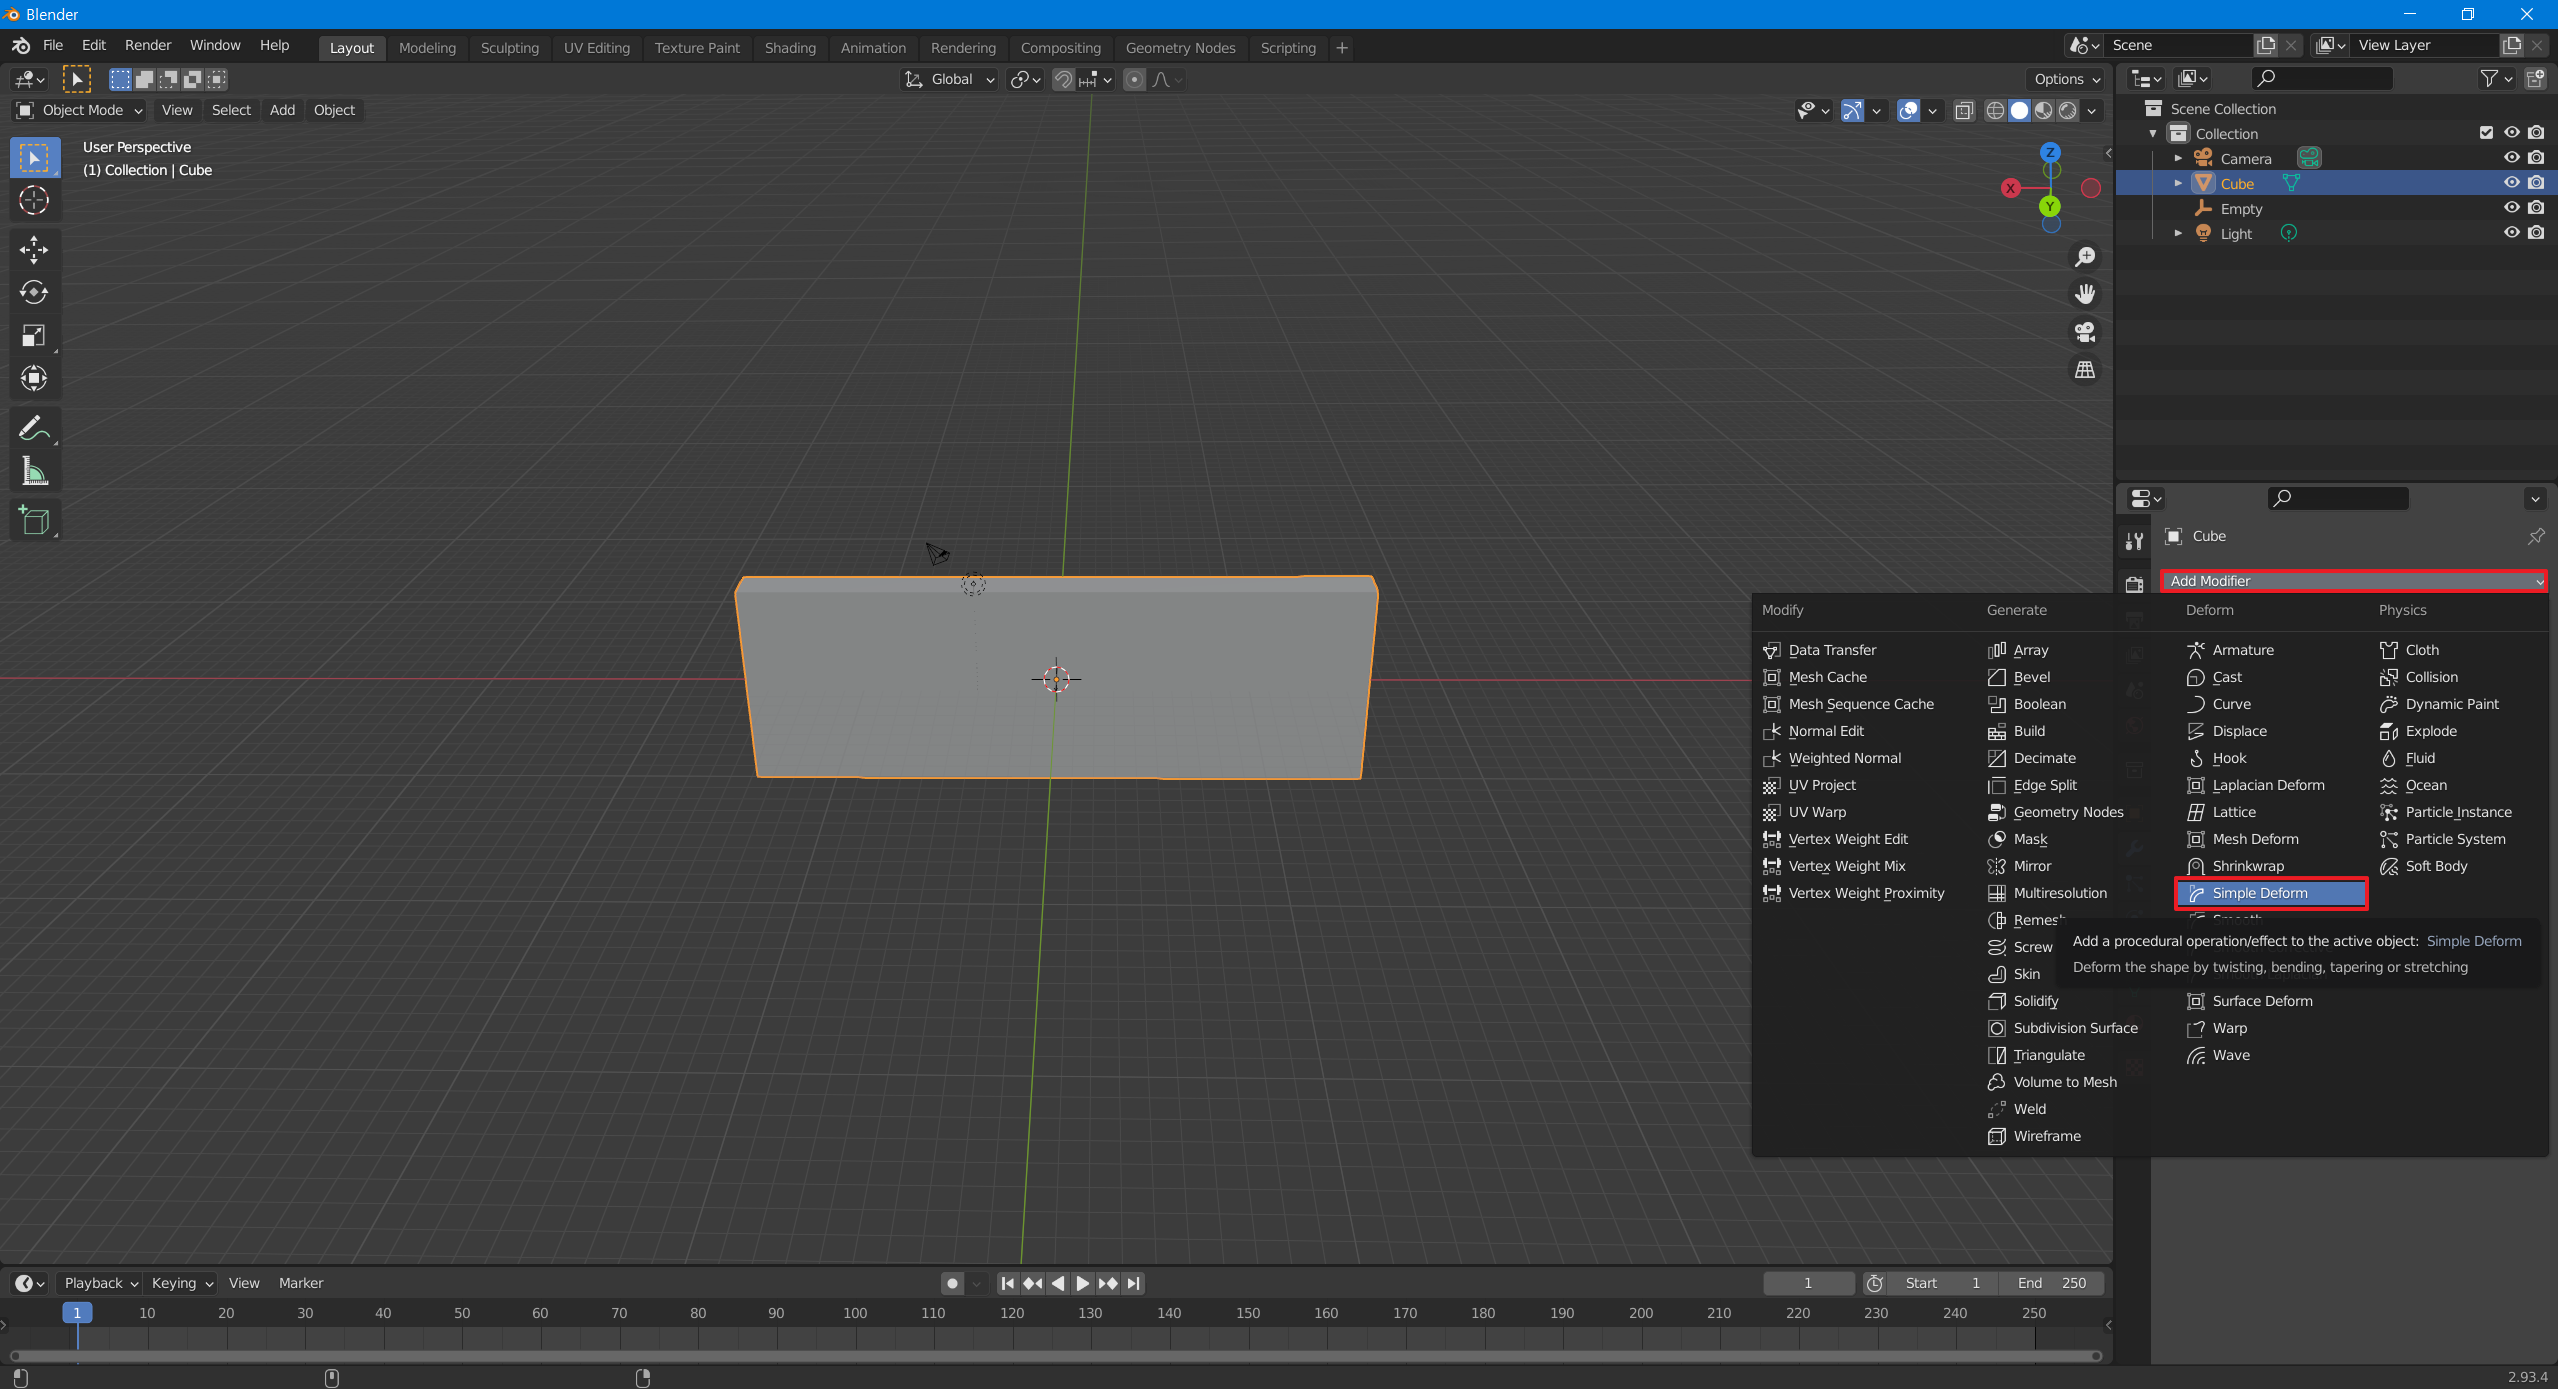 Blender
File Edit Render Window Help Layout Modeling Sculpting UV Editing Texture Paint Shading Animation Rendering Compositing Geometry Nodes Scripting + Scene View Layer
Global Options
Object Mode View Select Add Object
User Perspective
(1) Collection | Cube
Z
X
Y
Scene Collection
Collection
Camera
Cube
Empty
Light
Cube
Add Modifier
Modify Generate Deform Physics
Data Transfer Array Armature Cloth
Mesh Cache Bevel Cast Collision
Mesh Sequence Cache Boolean Curve Dynamic Paint
Normal Edit Build Displace Explode
Weighted Normal Decimate Hook Fluid
UV Project Edge Split Laplacian Deform Ocean
UV Warp Geometry Nodes Lattice Particle Instance
Vertex Weight Edit Mask Mesh Deform Particle System
Vertex Weight Mix Mirror Shrinkwrap Soft Body
Vertex Weight Proximity Multiresolution Simple Deform
Remesh Smooth
Screw Add a procedural operation/effect to the active object: Simple Deform
Skin Deform the shape by twisting, bending, tapering or stretching
Solidify Surface Deform
Subdivision Surface Warp
Triangulate Wave
Volume to Mesh
Weld
Wireframe
Playback Keying View Marker 1 Start 1 End 250
1 10 20 30 40 50 60 70 80 90 100 110 120 130 140 150 160 170 180 190 200 210 220 230 240 250
2.93.4